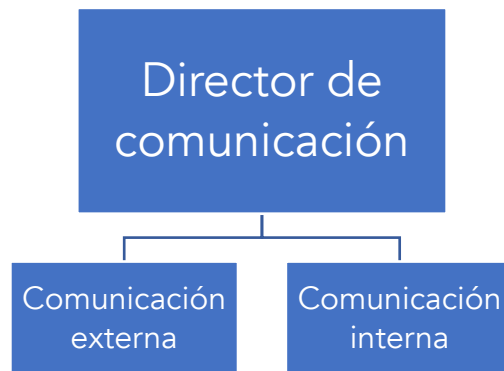 Director de
comunicación
Comunicación
externa
Comunicación
interna